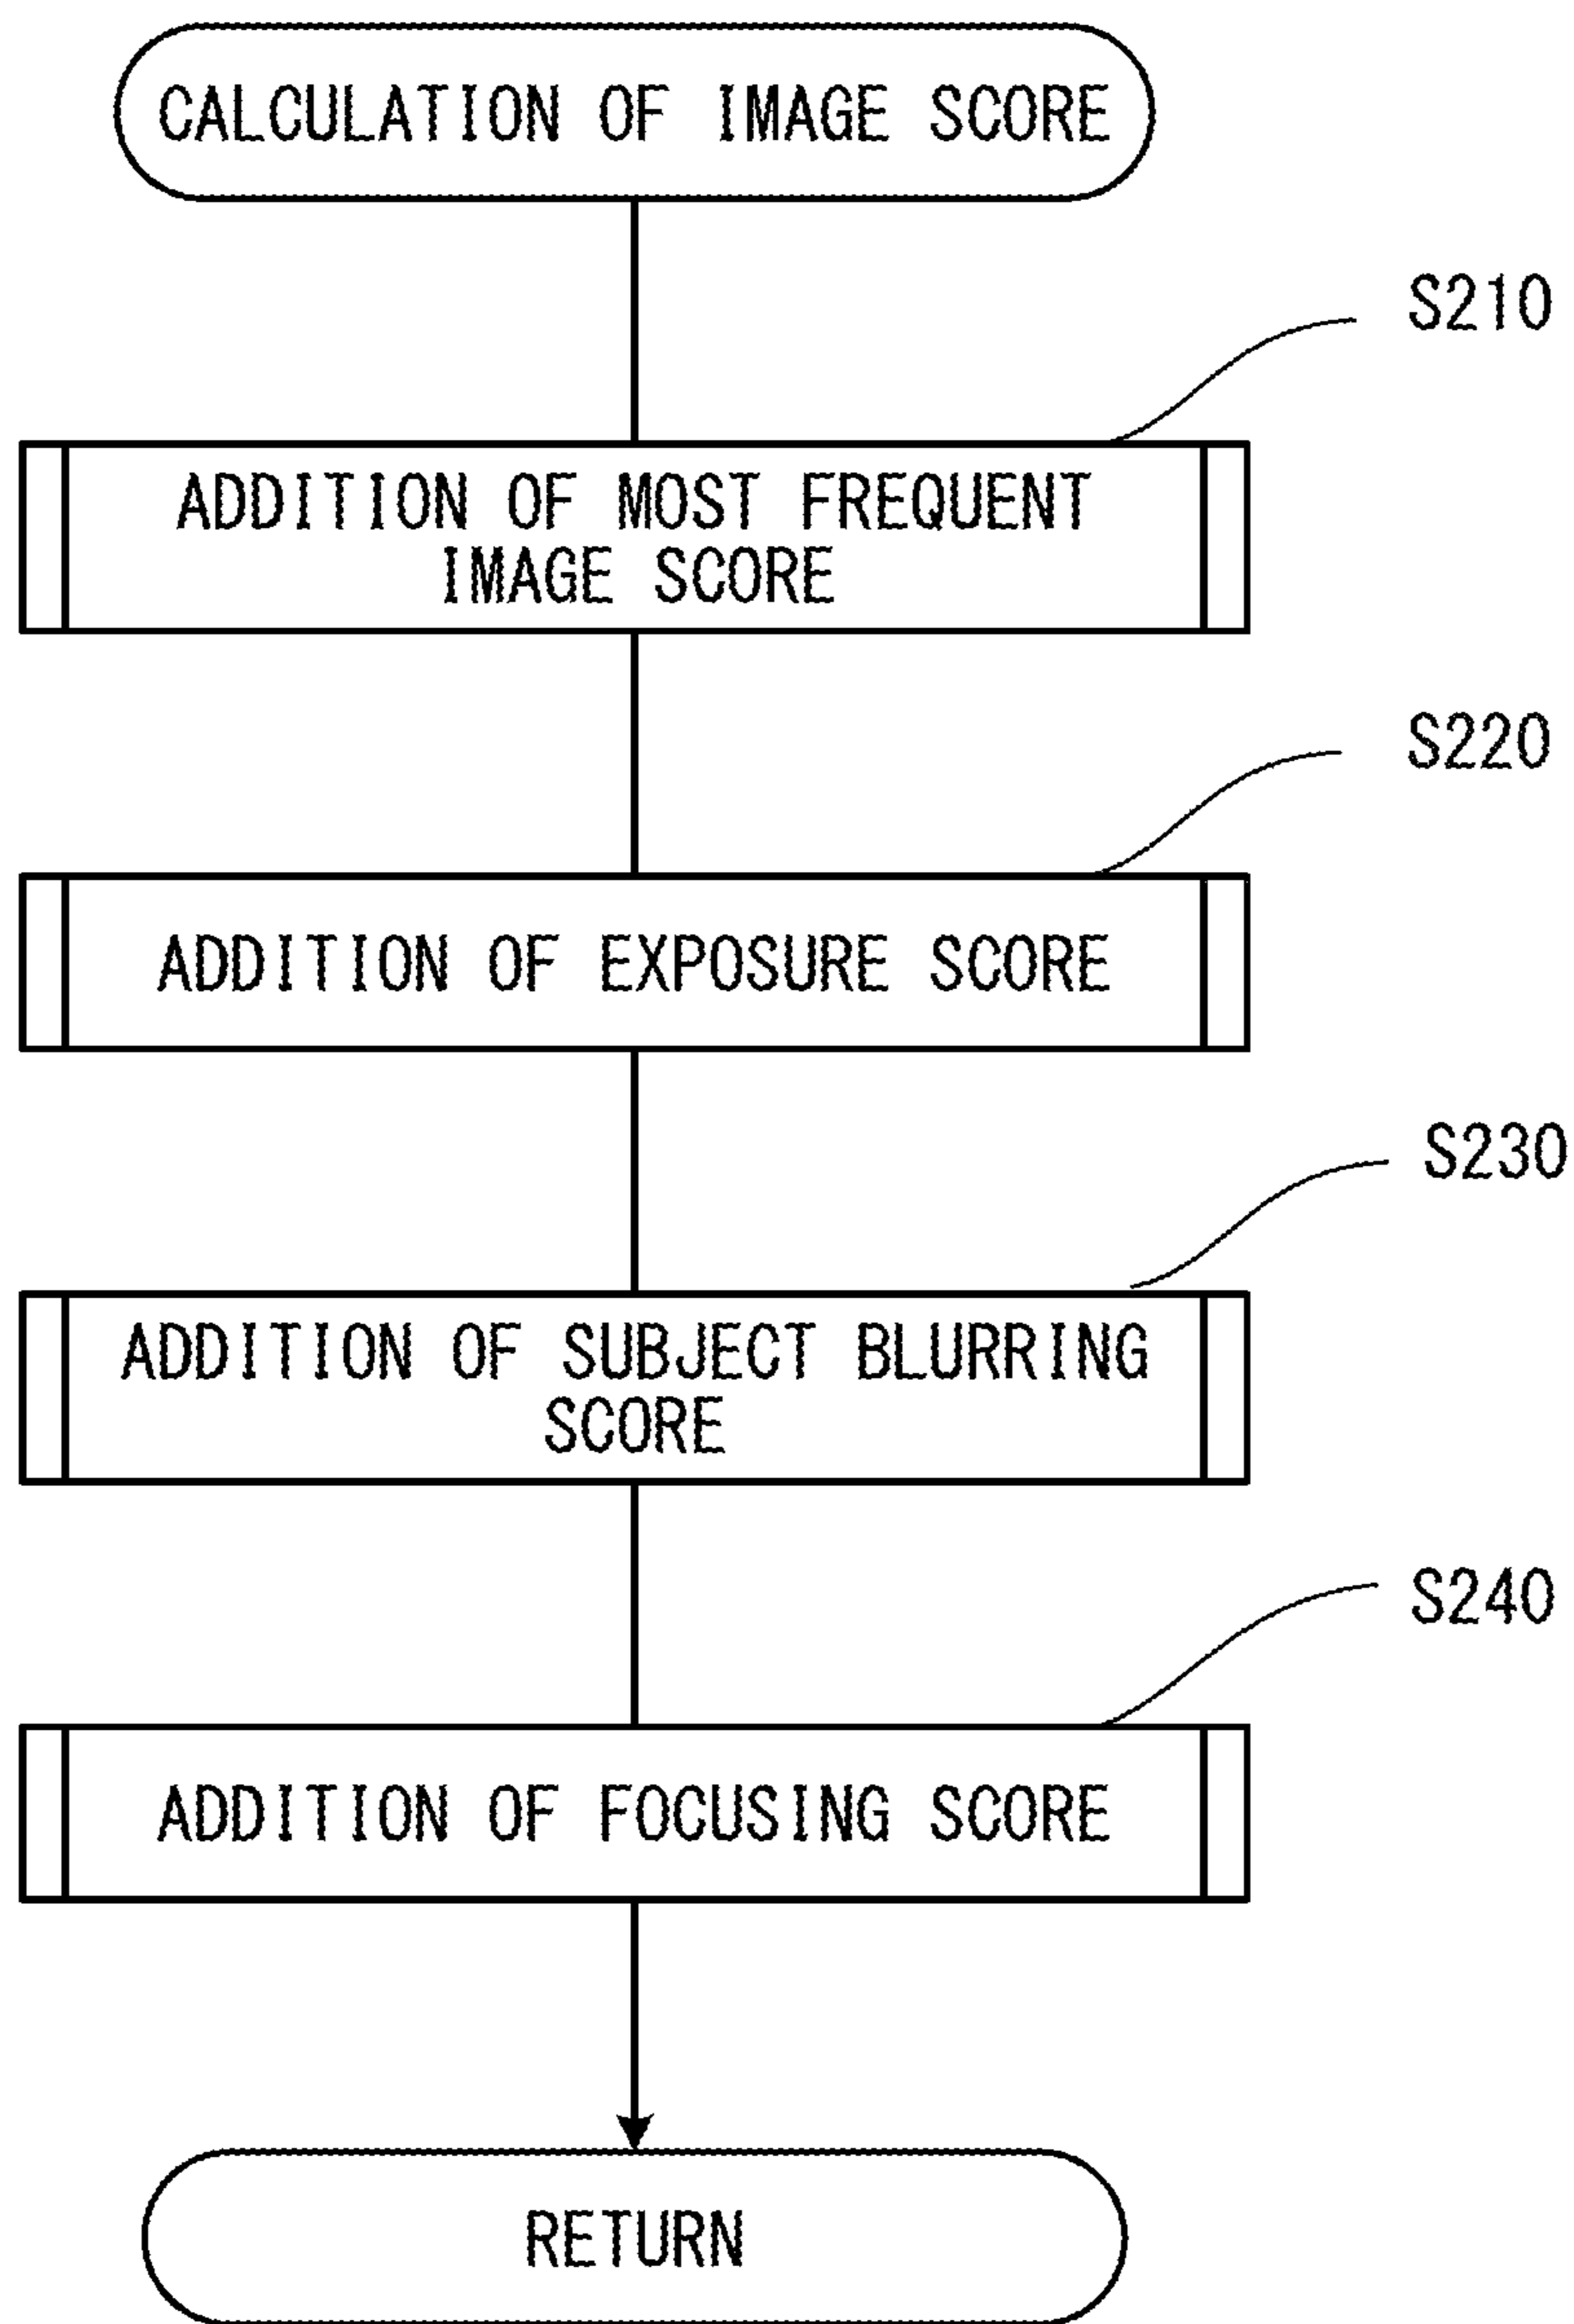 CALCULATION OF IMAGE SCORE
S210
ADDITION OF MOST FREQUENT
IMAGE SCORE
S220
ADDITION OF EXPOSURE SCORE
S230
ADDITION OF SUBJECT BLURRING
SCORE
S240
ADDITION OF FOCUSING SCORE
RETURN